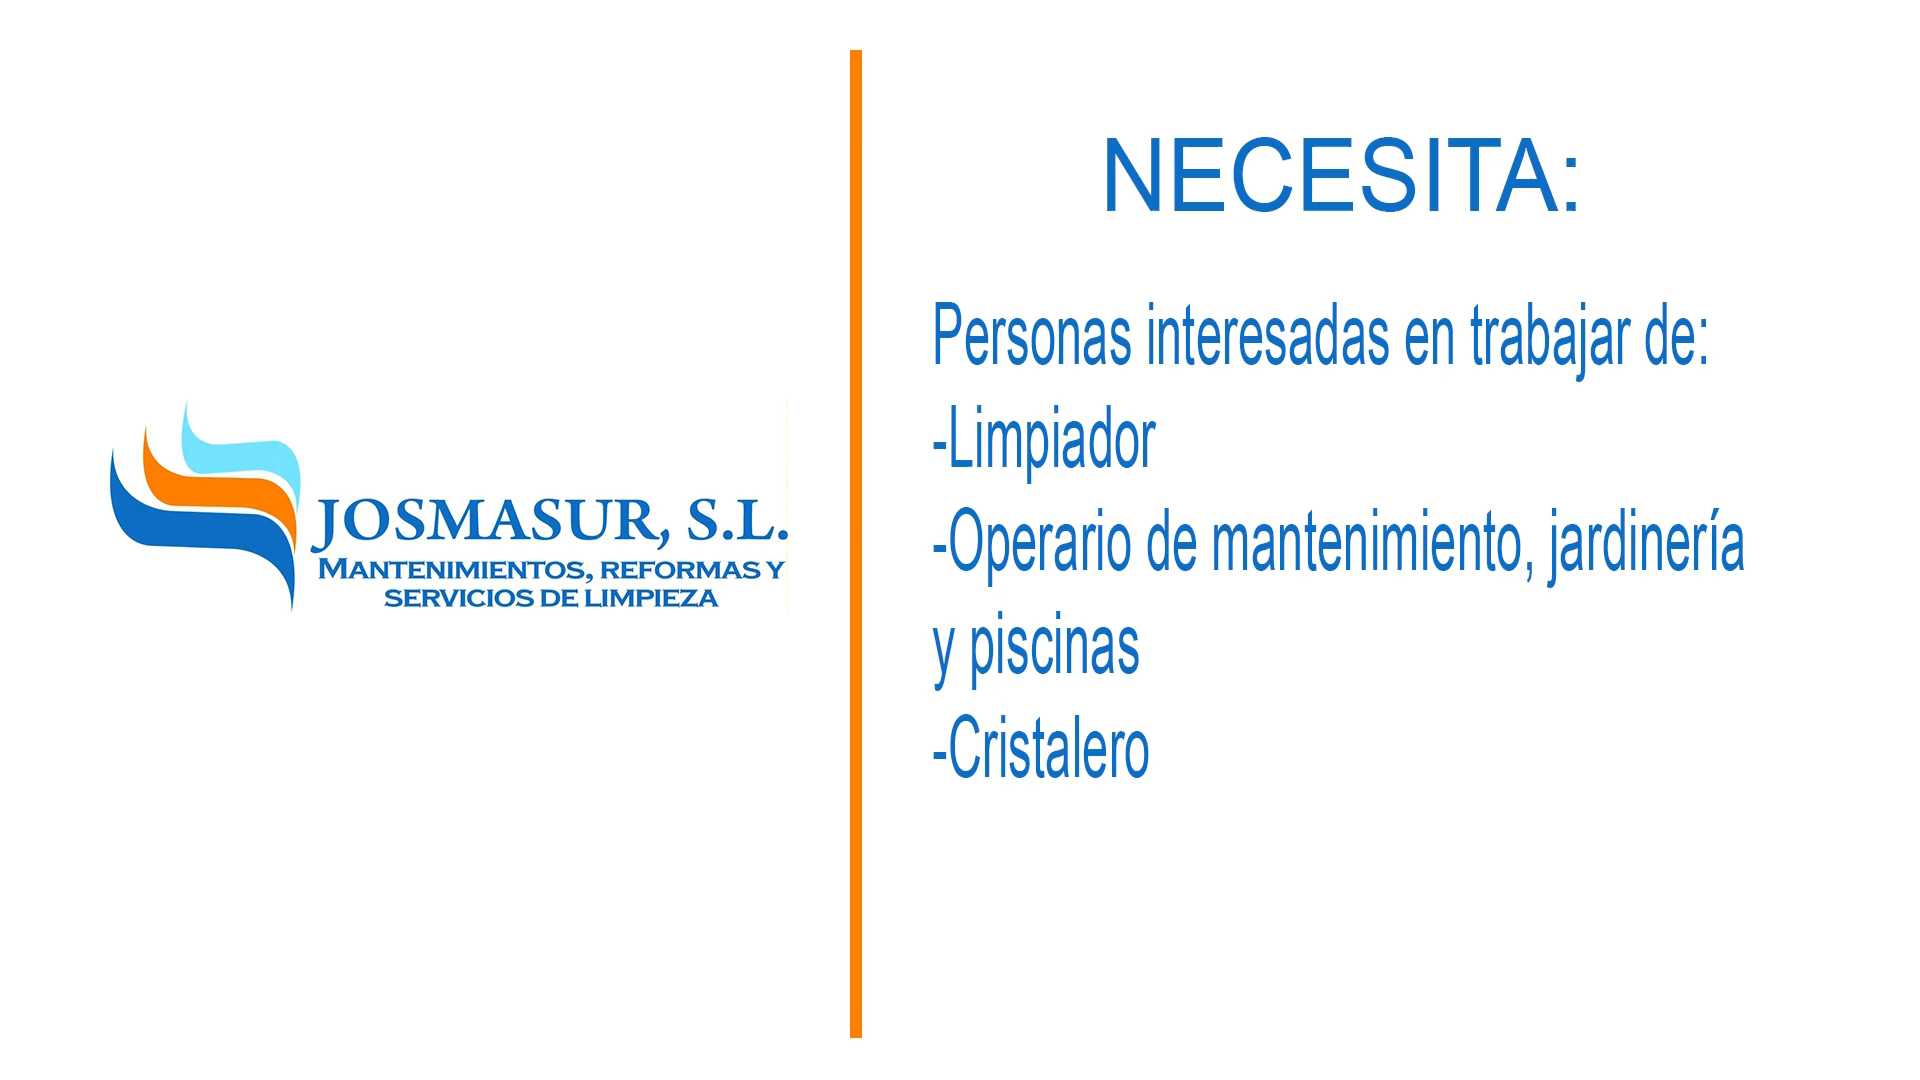 JOSMASUR, S.L.
MANTENIMIENTOS, REFORMAS Y
SERVICIOS DE LIMPIEZA
NECESITA:
Personas interesadas en trabajar de:
-Limpiador
-Operario de mantenimiento, jardinería
y piscinas
-Cristalero